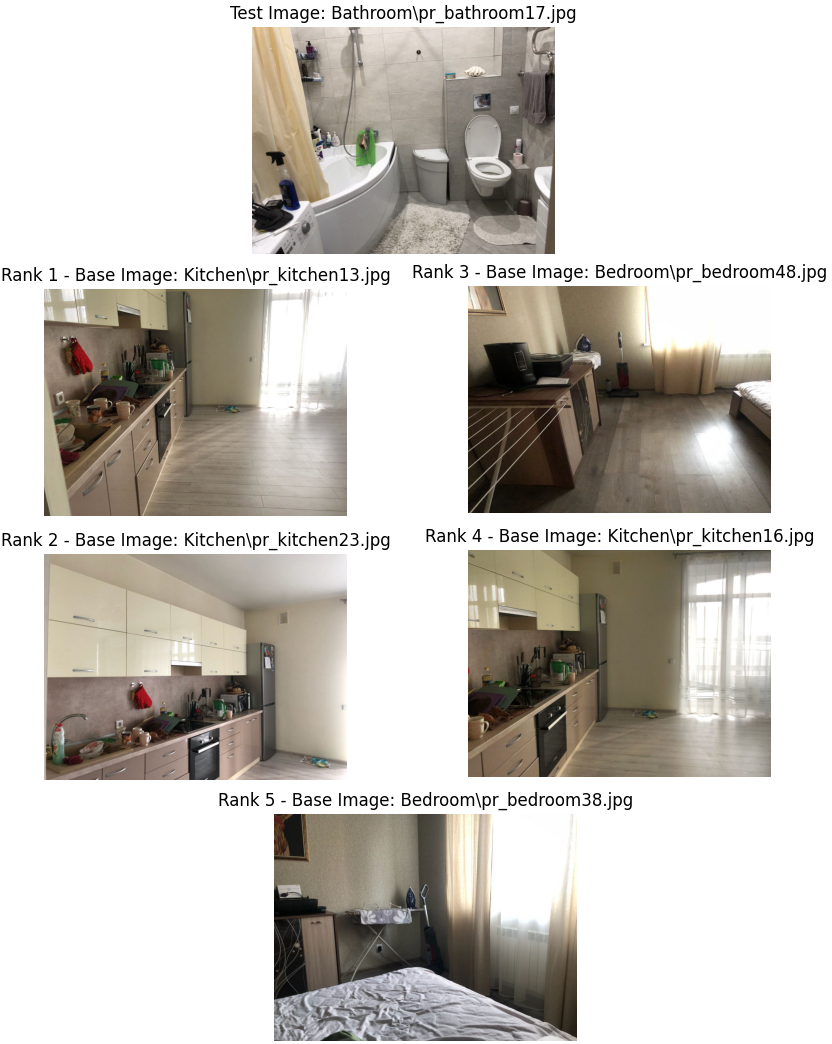 Test Image: Bathroom\pr_bathroom17.jpg
Rank 1 - Base Image: Kitchen\pr_kitchen13.jpg
Rank 3 - Base Image: Bedroom\pr_bedroom48.jpg
Rank 2 - Base Image: Kitchen\pr_kitchen23.jpg
Rank 4 - Base Image: Kitchen\pr_kitchen16.jpg
Rank 5 - Base Image: Bedroom\pr_bedroom38.jpg